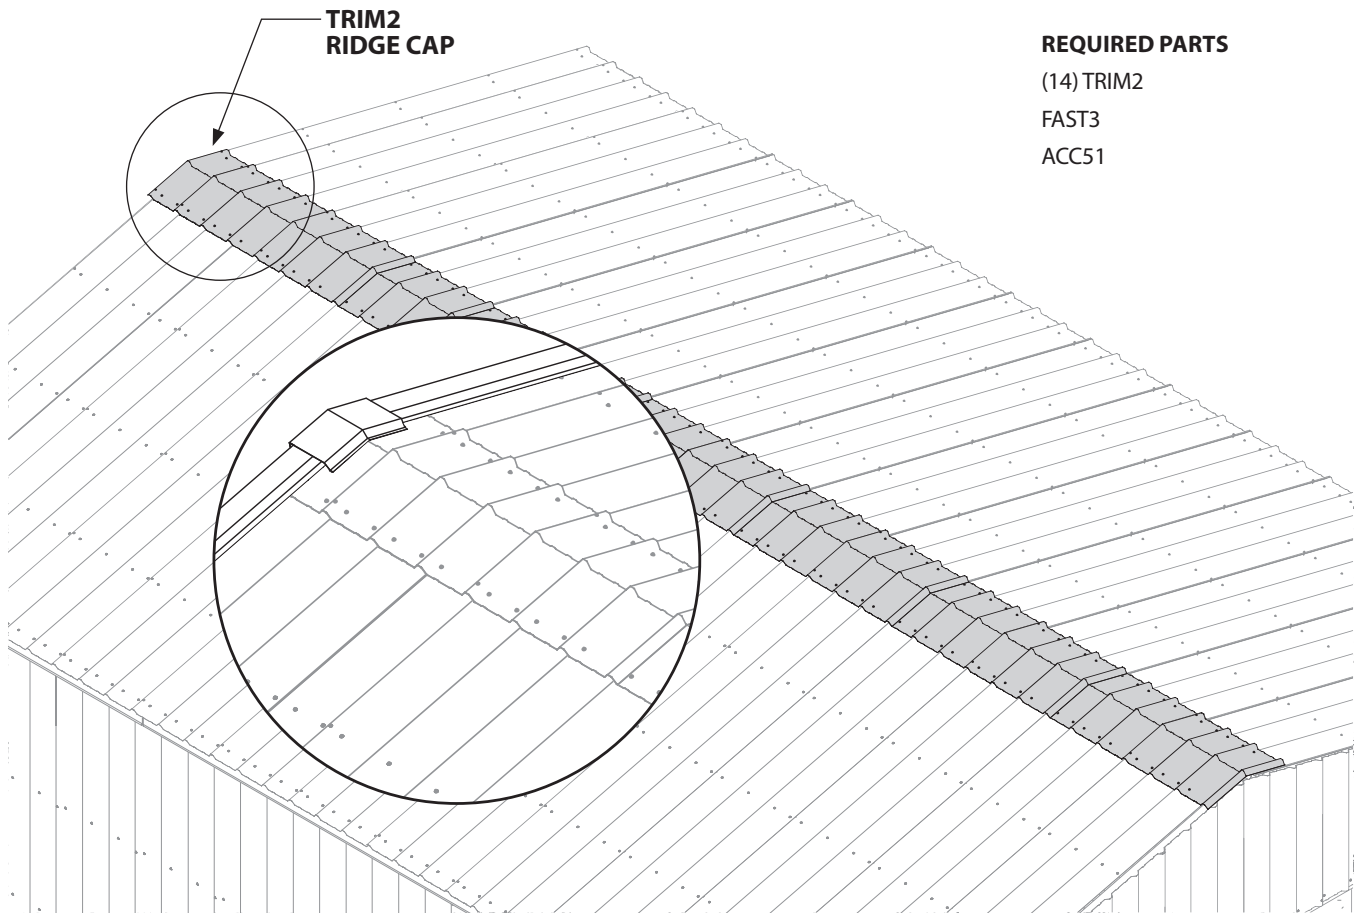 TRIM2
RIDGE CAP
REQUIRED PARTS
(14) TRIM2
FAST3
ACC51